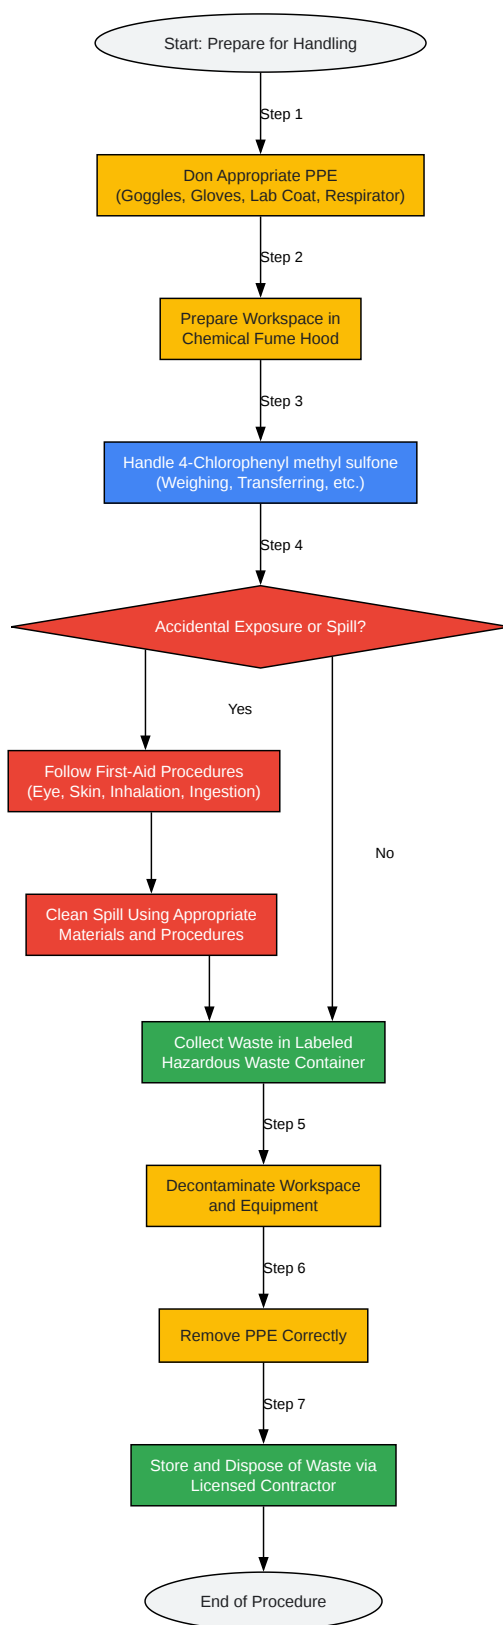 Start: Prepare for Handling
Step 1
Don Appropriate PPE
(Goggles, Gloves, Lab Coat, Respirator)
Step 2
Prepare Workspace in
Chemical Fume Hood
Step 3
Handle 4-Chlorophenyl methyl sulfone
(Weighing, Transferring, etc.)
Step 4
Accidental Exposure or Spill?
Yes
Follow First-Aid Procedures
(Eye, Skin, Inhalation, Ingestion)
No
Clean Spill Using Appropriate
Materials and Procedures
Collect Waste in Labeled
Hazardous Waste Container
Step 5
Decontaminate Workspace
and Equipment
Step 6
Remove PPE Correctly
Step 7
Store and Dispose of Waste via
Licensed Contractor
End of Procedure